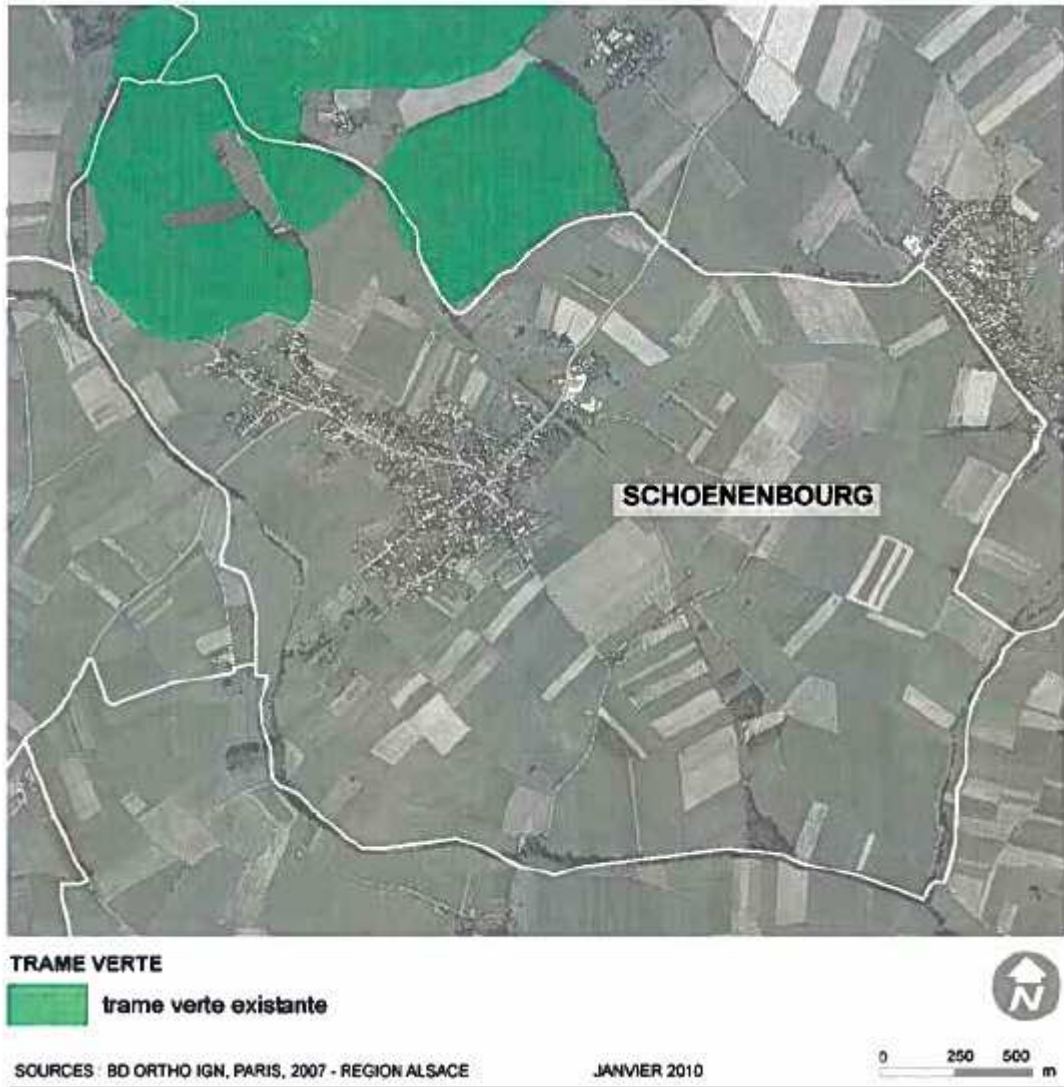 SCHOENENBOURG
TRAME VERTE
trame verte existante
N
SOURCES : BD ORTHO IGN, PARIS, 2007 - REGION ALSACE JANVIER 2010
0 250 500 m